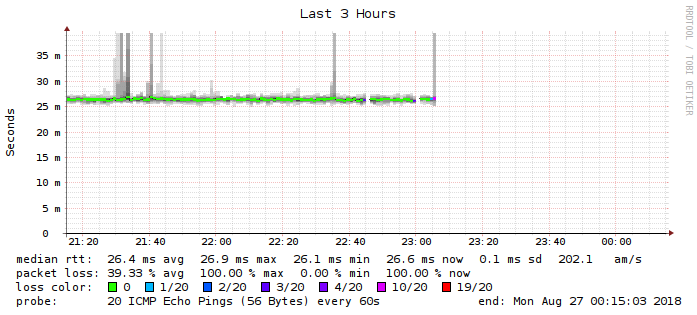 Last 3 Hours
RRDTOOL / TOBI OETIKER
Seconds
35 m
30 m
25 m
20 m
15 m
10 m
5 m
0
21:20 21:40 22:00 22:20 22:40 23:00 23:20 23:40 00:00
median rtt: 26.4 ms avg 26.9 ms max 26.1 ms min 26.6 ms now 0.1 ms sd 202.1 am/s
packet loss: 39.33 % avg 100.00 % max 0.00 % min 100.00 % now
loss color: 0 1/20 2/20 3/20 4/20 10/20 19/20
probe: 20 ICMP Echo Pings (56 Bytes) every 60s end: Mon Aug 27 00:15:03 2018